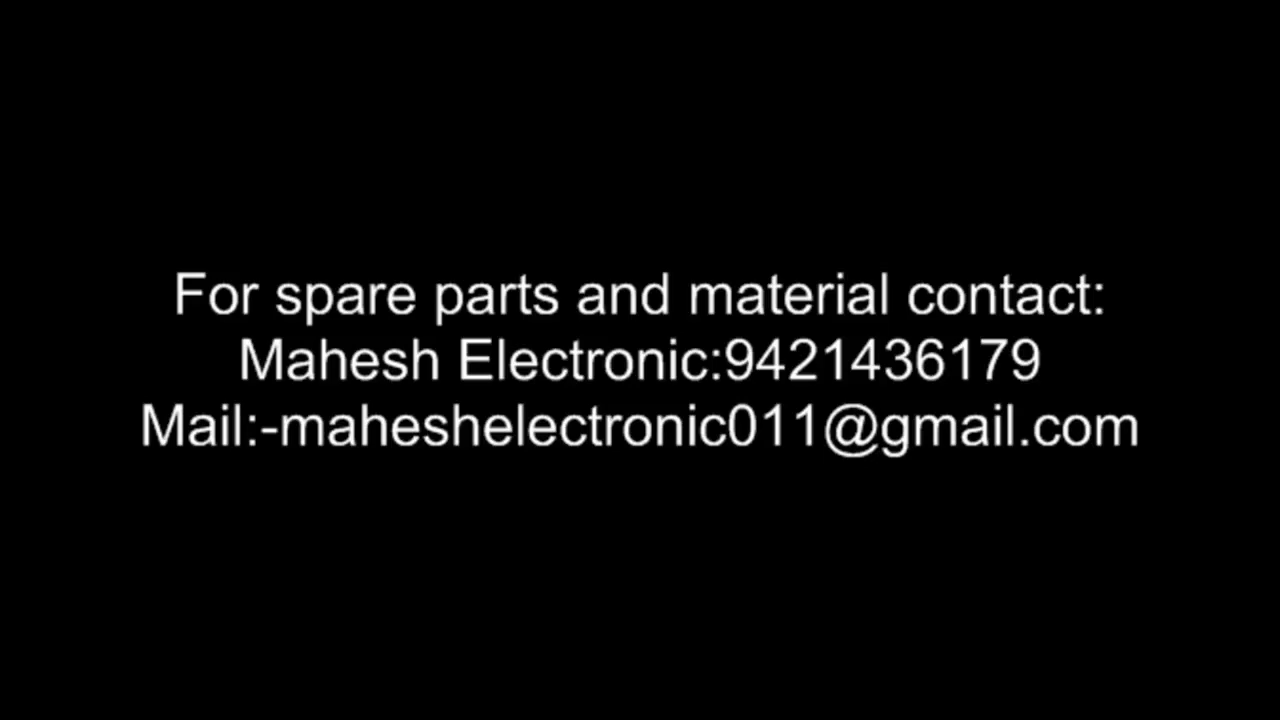 For spare parts and material contact:
Mahesh Electronic:9421436179
Mail:-maheshelectronic011@gmail.com